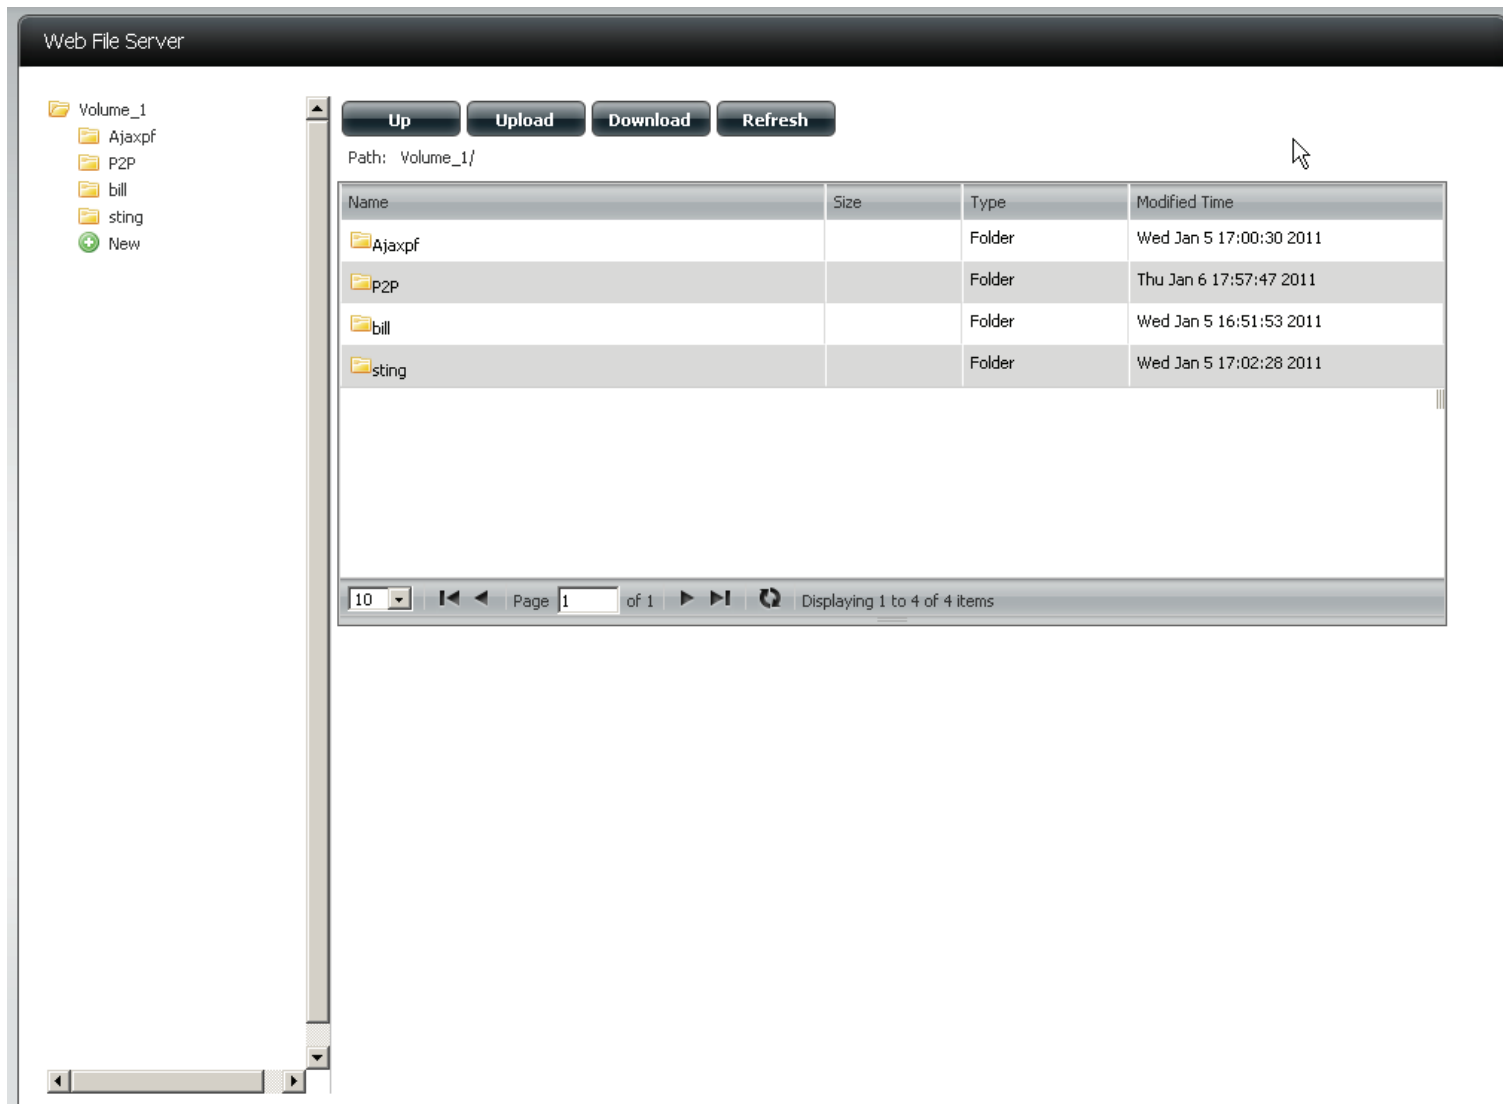 Web File Server
Volume_1
Ajaxpf
P2P
bill
sting
New
Up Upload Download Refresh
Path: Volume_1/
Name Size Type Modified Time
Ajaxpf Folder Wed Jan 5 17:00:30 2011
P2P Folder Thu Jan 6 17:57:47 2011
bill Folder Wed Jan 5 16:51:53 2011
sting Folder Wed Jan 5 17:02:28 2011
10 Page 1 of 1 Displaying 1 to 4 of 4 items